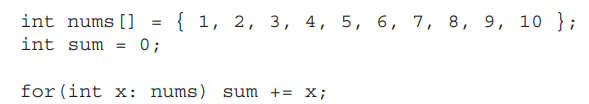 int nums[] = { 1, 2, 3, 4, 5, 6, 7, 8, 9, 10 };
int sum = 0;
for(int x: nums) sum += x;